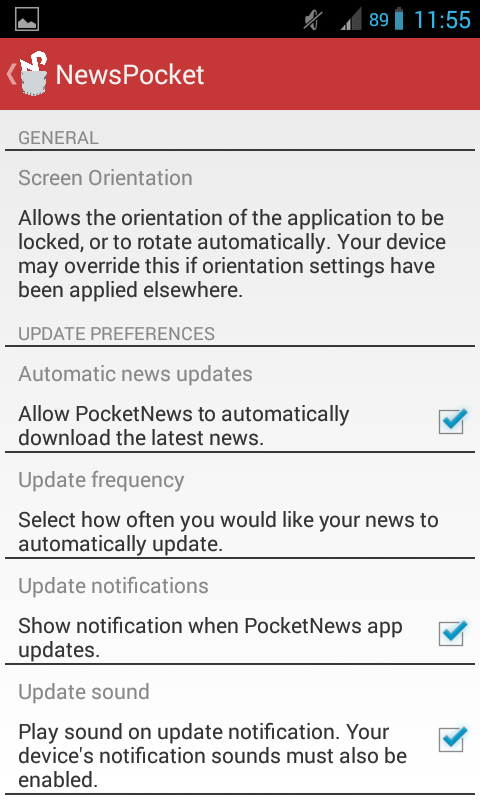 89 11:55
NewsPocket
GENERAL
Screen Orientation
Allows the orientation of the application to be
locked, or to rotate automatically. Your device
may override this if orientation settings have
been applied elsewhere.
UPDATE PREFERENCES
Automatic news updates
Allow PocketNews to automatically
download the latest news.
Update frequency
Select how often you would like your news to
automatically update.
Update notifications
Show notification when PocketNews app
updates.
Update sound
Play sound on update notification. Your
device's notification sounds must also be
enabled.